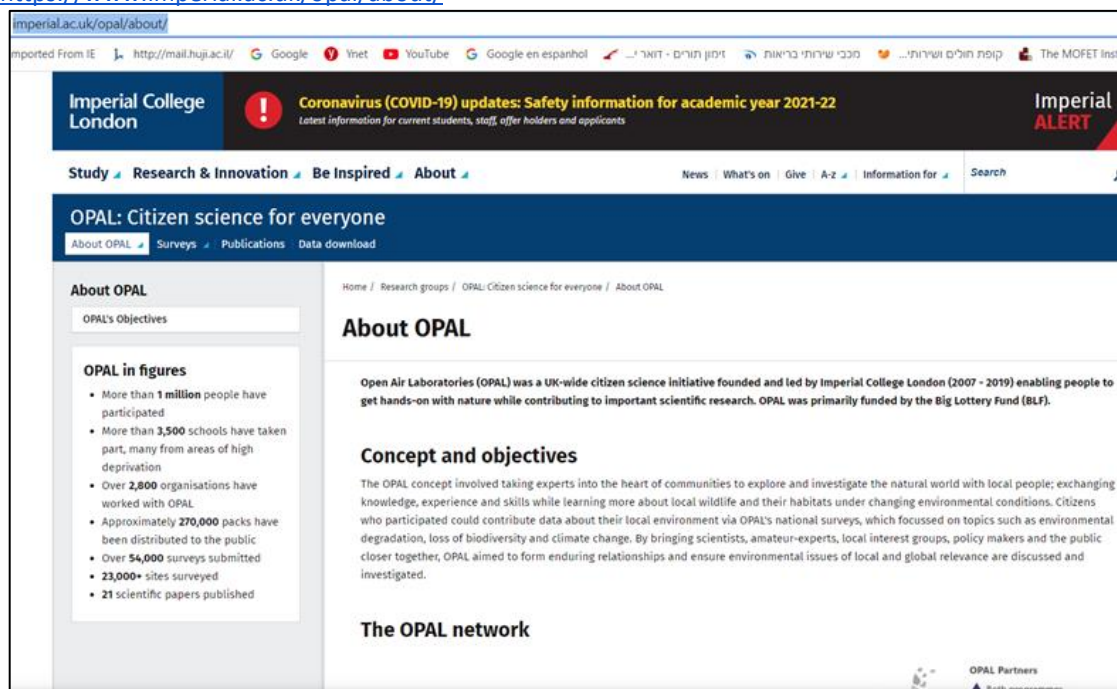 https://www.imperial.ac.uk/opal/about/
imperial.ac.uk/opal/about/
mported From IE http://mail.huji.ac.il/ Google Ynet YouTube Google en espanhol זימון תורים - דואר י... מכבי שירותי בריאות קופת חולים ושירותי... The MOFET Inst
Imperial College
London
Coronavirus (COVID-19) updates: Safety information for academic year 2021-22
Latest information for current students, staff, offer holders and applicants
Imperial
ALERT
Study Research & Innovation Be Inspired About
News What's on Give A-z Information for Search
OPAL: Citizen science for everyone
About OPAL Surveys Publications Data download
About OPAL
OPAL's Objectives
OPAL in figures
• More than 1 million people have
participated
• More than 3,500 schools have taken
part, many from areas of high
deprivation
• Over 2,800 organisations have
worked with OPAL
• Approximately 270,000 packs have
been distributed to the public
• Over 54,000 surveys submitted
• 23,000+ sites surveyed
• 21 scientific papers published
Home / Research groups / OPAL: Citizen science for everyone / About OPAL
About OPAL
Open Air Laboratories (OPAL) was a UK-wide citizen science initiative founded and led by Imperial College London (2007 - 2019) enabling people to
get hands-on with nature while contributing to important scientific research. OPAL was primarily funded by the Big Lottery Fund (BLF).
Concept and objectives
The OPAL concept involved taking experts into the heart of communities to explore and investigate the natural world with local people; exchanging
knowledge, experience and skills while learning more about local wildlife and their habitats under changing environmental conditions. Citizens
who participated could contribute data about their local environment via OPAL's national surveys, which focussed on topics such as environmental
degradation, loss of biodiversity and climate change. By bringing scientists, amateur-experts, local interest groups, policy makers and the public
closer together, OPAL aimed to form enduring relationships and ensure environmental issues of local and global relevance are discussed and
investigated.
The OPAL network
OPAL Partners